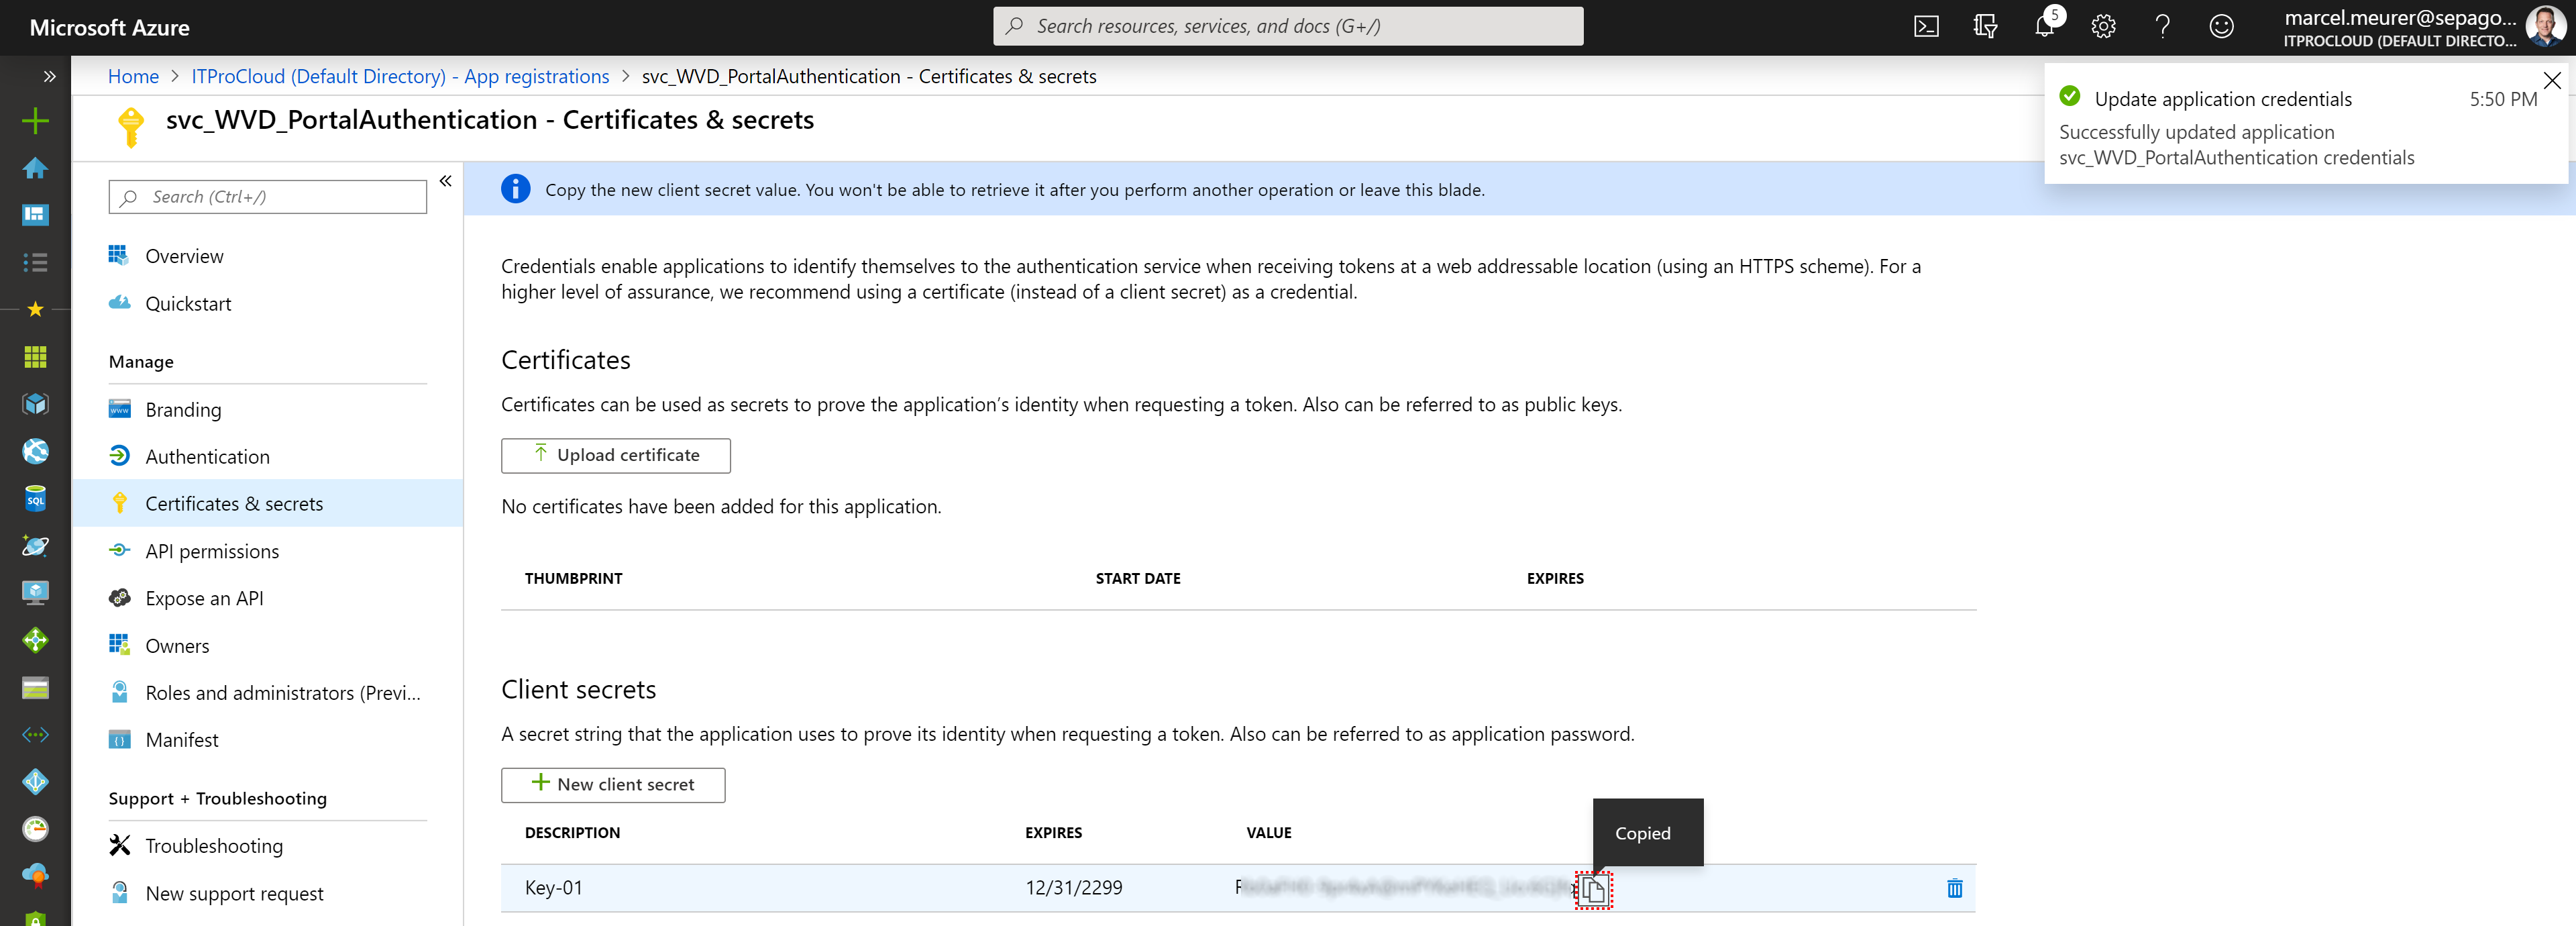 Microsoft Azure
Search resources, services, and docs (G+/)
5
marcel.meurer@sepago...
ITPROCLOUD (DEFAULT DIRECTO...
Home > ITProCloud (Default Directory) - App registrations > svc_WVD_PortalAuthentication - Certificates & secrets
svc_WVD_PortalAuthentication - Certificates & secrets
Update application credentials 5:50 PM
Successfully updated application
svc_WVD_PortalAuthentication credentials
Search (Ctrl+/)
Overview
Quickstart
Manage
Branding
Authentication
Certificates & secrets
API permissions
Expose an API
Owners
Roles and administrators (Previ...
Manifest
Support + Troubleshooting
Troubleshooting
New support request
SQL
www
Copy the new client secret value. You won't be able to retrieve it after you perform another operation or leave this blade.
Credentials enable applications to identify themselves to the authentication service when receiving tokens at a web addressable location (using an HTTPS scheme). For a
higher level of assurance, we recommend using a certificate (instead of a client secret) as a credential.
Certificates
Certificates can be used as secrets to prove the application’s identity when requesting a token. Also can be referred to as public keys.
Upload certificate
No certificates have been added for this application.
THUMBPRINT START DATE EXPIRES
Client secrets
A secret string that the application uses to prove its identity when requesting a token. Also can be referred to as application password.
New client secret
DESCRIPTION EXPIRES VALUE
Copied
Key-01 12/31/2299